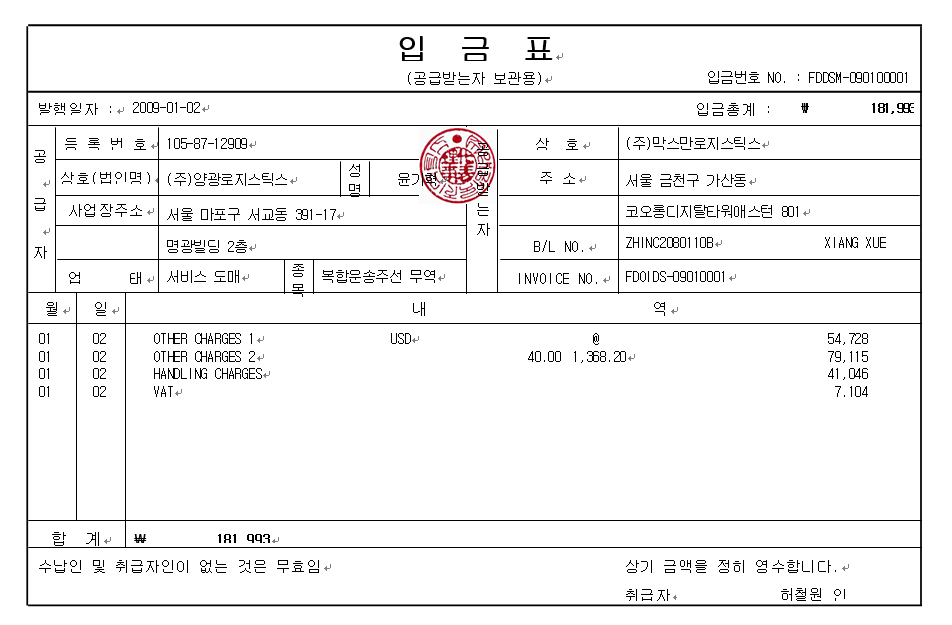 입 금 표
(공급받는자 보관용)
입금번호 NO. : FDDSM-090100001
발행일자 : 2009-01-02
입금총계 : ₩ 181,993
공 급 자
등 록 번 호 105-87-12909
상 호 (주)막스만로지스틱스
상호(법인명) (주)양광로지스틱스 성명 윤기혁
주 소 서울 금천구 가산동
사업장주소 서울 마포구 서교동 391-17
코오롱디지탈타워애스턴 801
명광빌딩 2층
B/L NO. ZHINC2080110B XIANG XUE
업 태 서비스 도매 종목 복합운송주선 무역
INVOICE NO. FDOIDS-09010001
공급받는자
월 일 내 역
01 02 OTHER CHARGES 1 USD @ 54,728
01 02 OTHER CHARGES 2 40.00 1,368.20 79,115
01 02 HANDLING CHARGES 41,046
01 02 VAT 7.104
합 계 ₩ 181,993
수납인 및 취급자인이 없는 것은 무효임
상기 금액을 정히 영수합니다.
취급자 허철원 인